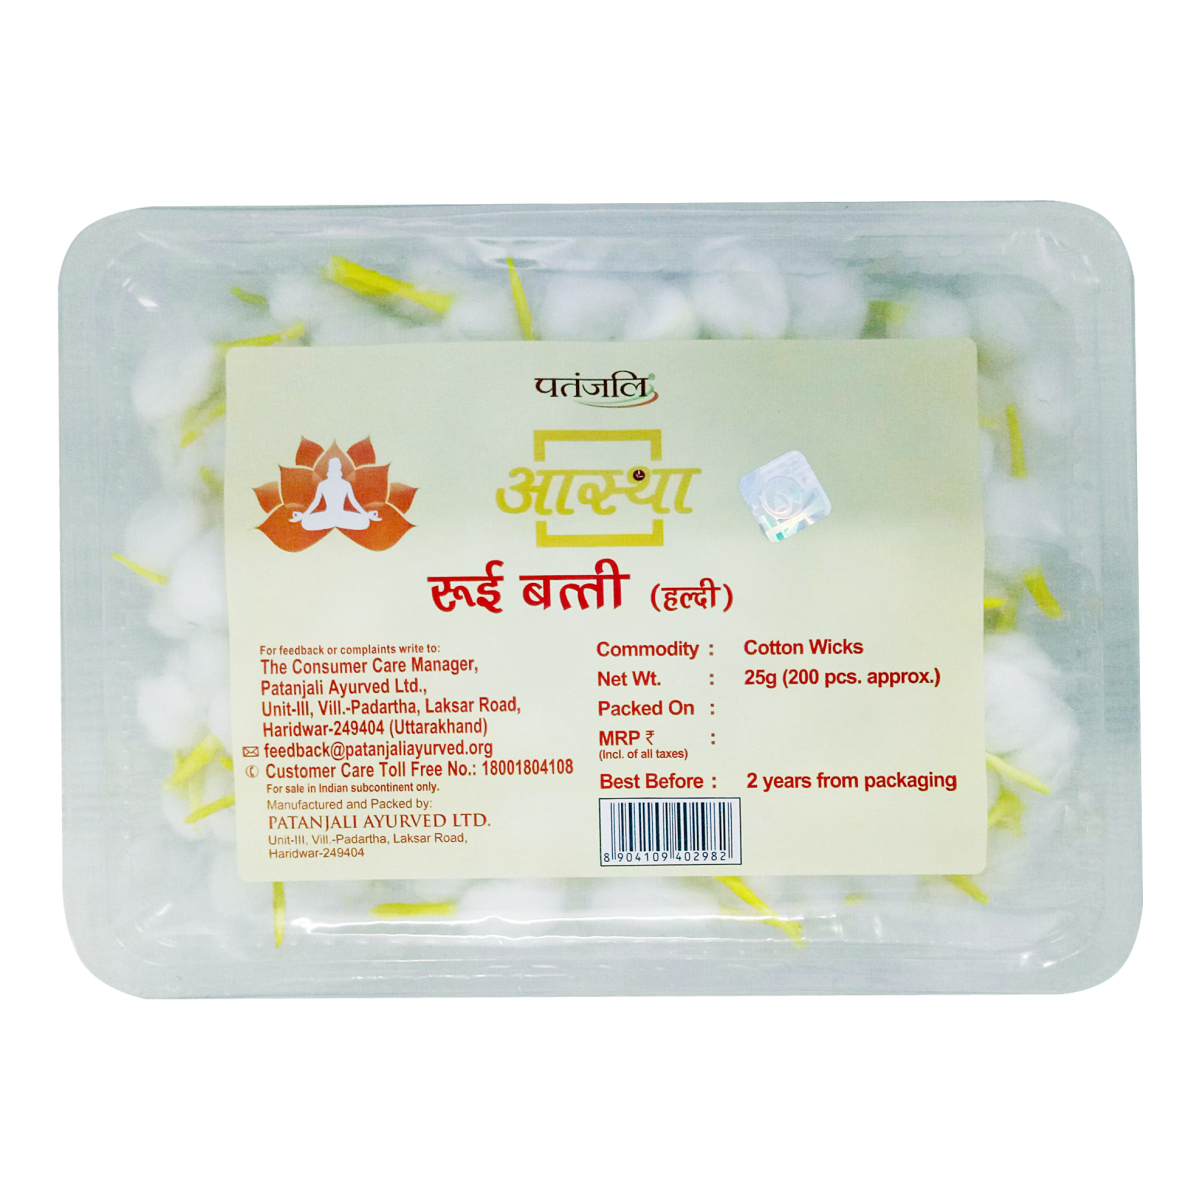 पतंजलि®
आस्था
रूई बत्ती (हल्दी)
For feedback or complaints write to:
The Consumer Care Manager,
Patanjali Ayurved Ltd.,
Unit-III, Vill.-Padartha, Laksar Road,
Haridwar-249404 (Uttarakhand)
feedback@patanjaliayurved.org
Customer Care Toll Free No.: 18001804108
For sale in Indian subcontinent only.
Manufactured and Packed by:
PATANJALI AYURVED LTD.
Unit-III, Vill.-Padartha, Laksar Road,
Haridwar-249404
Commodity : Cotton Wicks
Net Wt. : 25g (200 pcs. approx.)
Packed On :
MRP ₹ :
(Incl. of all taxes)
Best Before : 2 years from packaging
8 904109 402982